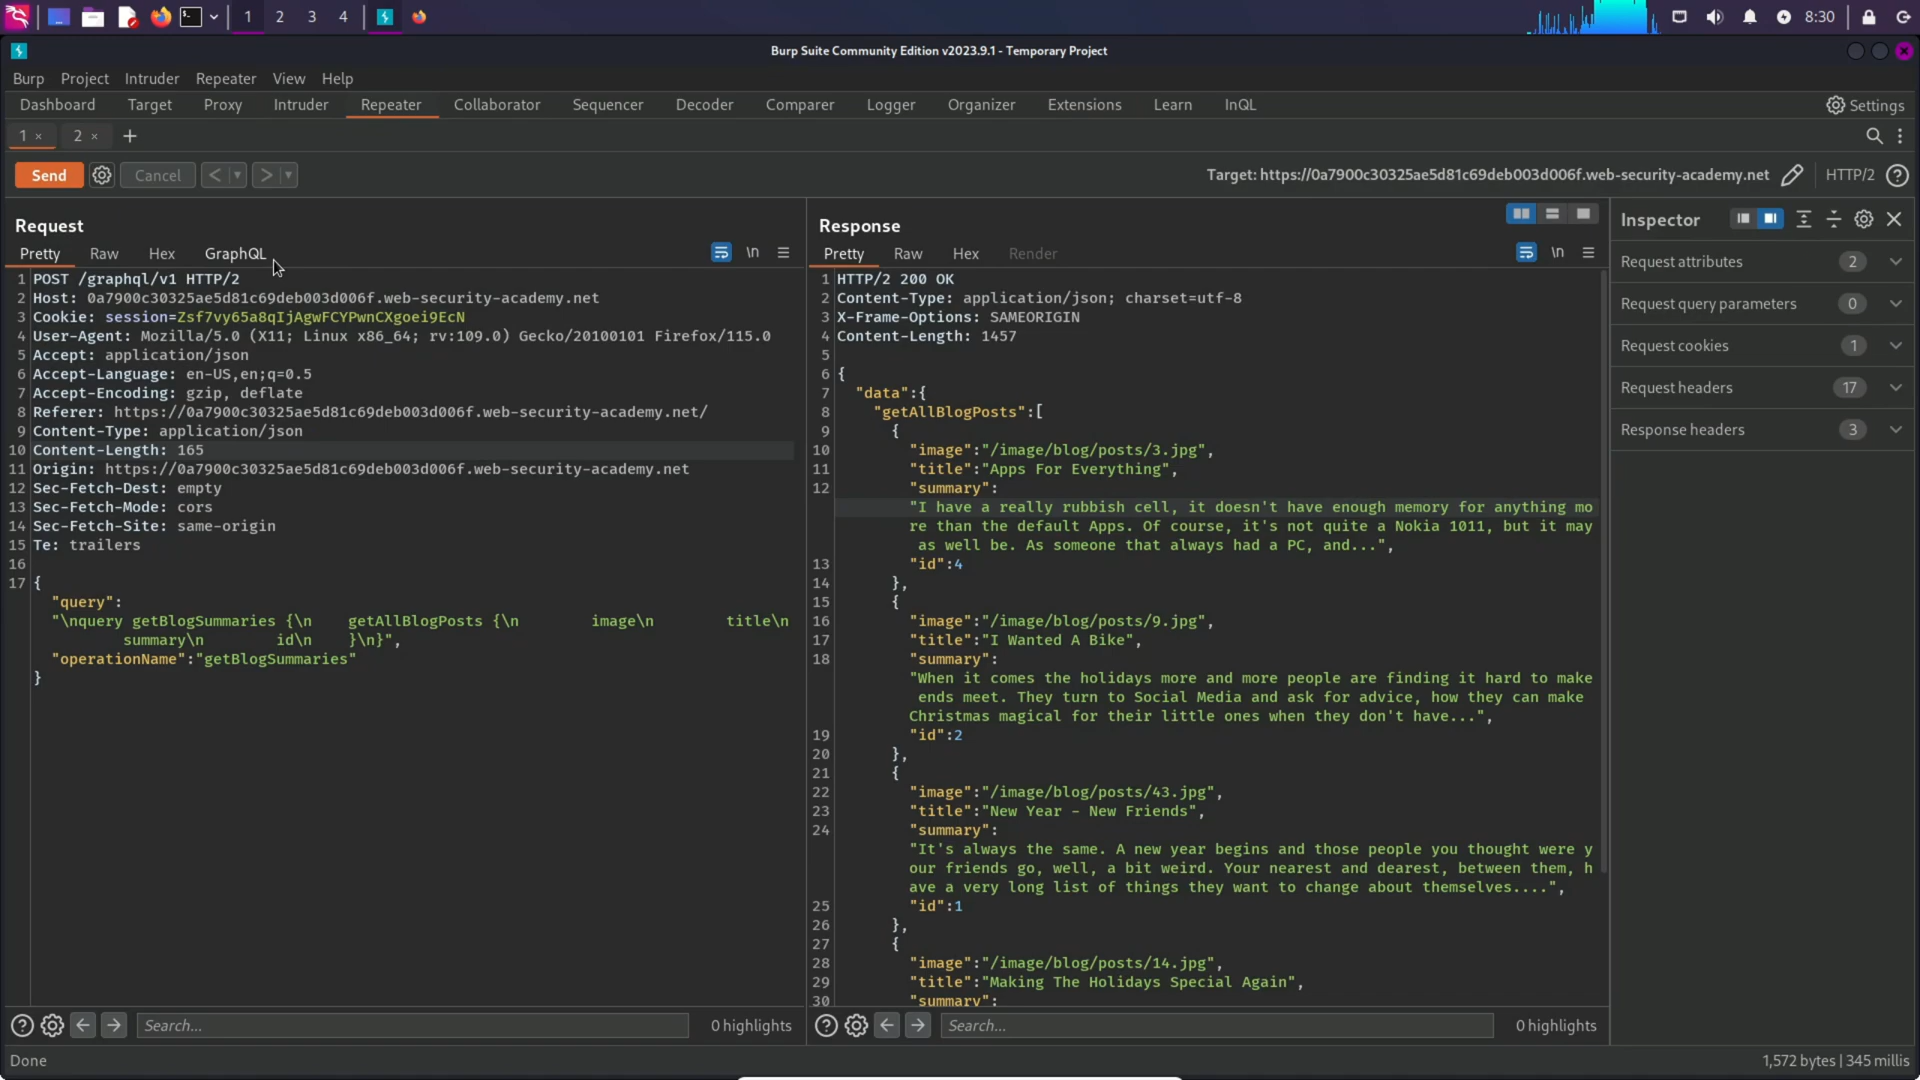 1 2 3 4 8:30
Burp Suite Community Edition v2023.9.1 - Temporary Project
Burp Project Intruder Repeater View Help
Dashboard Target Proxy Intruder Repeater Collaborator Sequencer Decoder Comparer Logger Organizer Extensions Learn InQL Settings
1 × 2 × +
Send Cancel < > Target: https://0a7900c30325ae5d81c69deb003d006f.web-security-academy.net HTTP/2
Request
Pretty Raw Hex GraphQL \n
1 POST /graphql/v1 HTTP/2
2 Host: 0a7900c30325ae5d81c69deb003d006f.web-security-academy.net
3 Cookie: session=Zsf7vy65a8qIjAgwFCYPwnCXgoei9EcN
4 User-Agent: Mozilla/5.0 (X11; Linux x86_64; rv:109.0) Gecko/20100101 Firefox/115.0
5 Accept: application/json
6 Accept-Language: en-US,en;q=0.5
7 Accept-Encoding: gzip, deflate
8 Referer: https://0a7900c30325ae5d81c69deb003d006f.web-security-academy.net/
9 Content-Type: application/json
10 Content-Length: 165
11 Origin: https://0a7900c30325ae5d81c69deb003d006f.web-security-academy.net
12 Sec-Fetch-Dest: empty
13 Sec-Fetch-Mode: cors
14 Sec-Fetch-Site: same-origin
15 Te: trailers
16
17 {
"query":
"\nquery getBlogSummaries {\n getAllBlogPosts {\n image\n title\n
summary\n id\n }\n}",
"operationName":"getBlogSummaries"
}
Search... 0 highlights
Response
Pretty Raw Hex Render \n
1 HTTP/2 200 OK
2 Content-Type: application/json; charset=utf-8
3 X-Frame-Options: SAMEORIGIN
4 Content-Length: 1457
5
6 {
7 "data":{
8 "getAllBlogPosts":[
9 {
10 "image":"/image/blog/posts/3.jpg",
11 "title":"Apps For Everything",
12 "summary":
"I have a really rubbish cell, it doesn't have enough memory for anything mo
re than the default Apps. Of course, it's not quite a Nokia 1011, but it may
as well be. As someone that always had a PC, and...",
13 "id":4
14 },
15 {
16 "image":"/image/blog/posts/9.jpg",
17 "title":"I Wanted A Bike",
18 "summary":
"When it comes the holidays more and more people are finding it hard to make
ends meet. They turn to Social Media and ask for advice, how they can make
Christmas magical for their little ones when they don't have...",
19 "id":2
20 },
21 {
22 "image":"/image/blog/posts/43.jpg",
23 "title":"New Year - New Friends",
24 "summary":
"It's always the same. A new year begins and those people you thought were y
our friends go, well, a bit weird. Your nearest and dearest, between them, h
ave a very long list of things they want to change about themselves....",
25 "id":1
26 },
27 {
28 "image":"/image/blog/posts/14.jpg",
29 "title":"Making The Holidays Special Again",
30 "summary":
Search... 0 highlights
Inspector
Request attributes 2
Request query parameters 0
Request cookies 1
Request headers 17
Response headers 3
Done 1,572 bytes | 345 millis